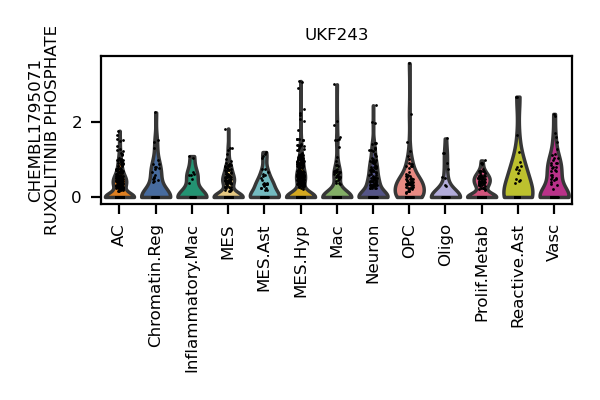 UKF243
CHEMBL1795071
RUXOLITINIB PHOSPHATE
2
0
AC
Chromatin.Reg
Inflammatory.Mac
MES
MES.Ast
MES.Hyp
Mac
Neuron
OPC
Oligo
Prolif.Metab
Reactive.Ast
Vasc